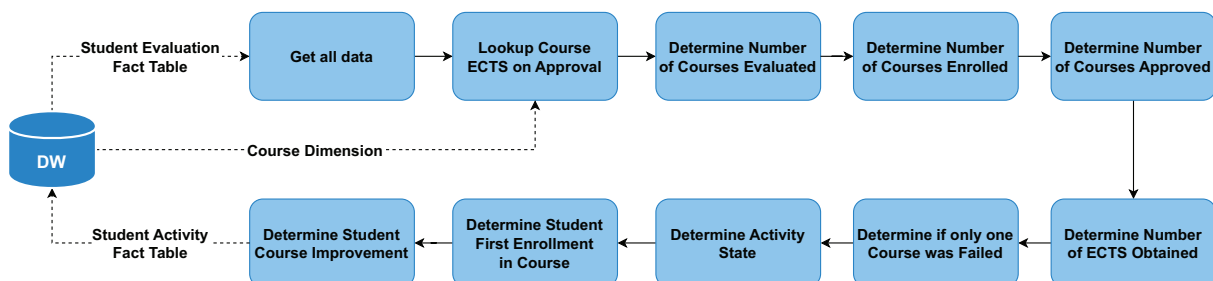 Student Evaluation
Fact Table
Get all data
Lookup Course
ECTS on Approval
Determine Number
of Courses Evaluated
Determine Number
of Courses Enrolled
Determine Number
of Courses Approved
DW
Course Dimension
Student Activity
Fact Table
Determine Student
Course Improvement
Determine Student
First Enrollment
in Course
Determine Activity
State
Determine if only one
Course was Failed
Determine Number
of ECTS Obtained